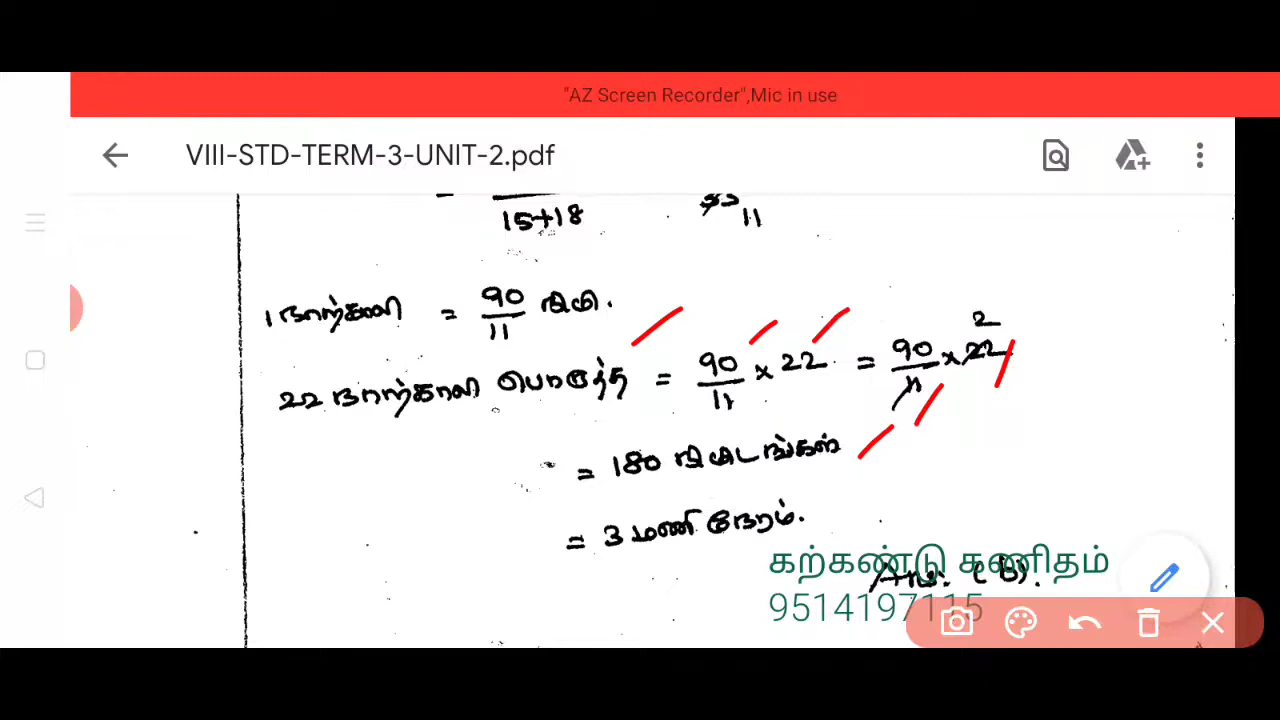 "AZ Screen Recorder",Mic in use
VIII-STD-TERM-3-UNIT-2.pdf
=
15+18
11
1 நாற்காலி = 90/11 நிமி.
22 நாற்காலி பொருத்த = 90/11 × 22 = 90/11 × 22 2
= 180 நிமிடங்கள்
= 3 மணி நேரம்.
கற்கண்டு கணிதம்
Ans. (B).
9514197115